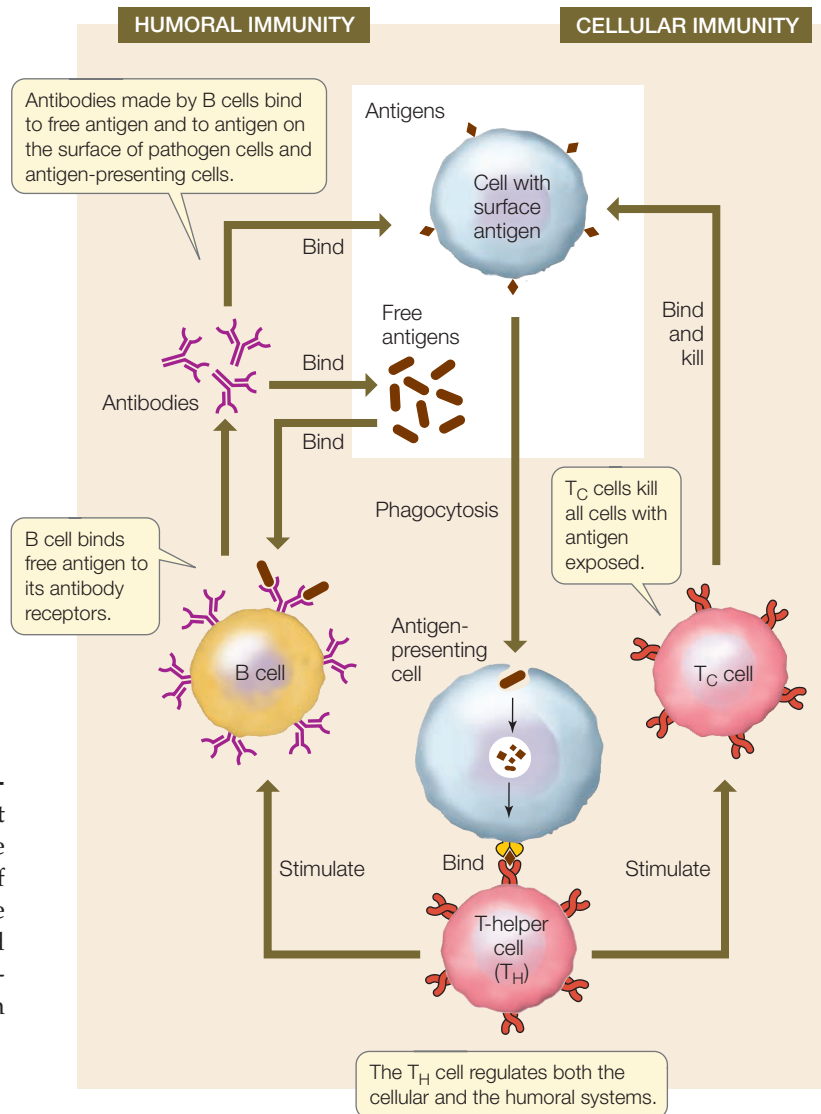 HUMORAL IMMUNITY
CELLULAR IMMUNITY
Antibodies made by B cells bind
to free antigen and to antigen on
the surface of pathogen cells and
antigen-presenting cells.
Antigens
Cell with
surface
antigen
Bind
Free
antigens
Bind
and
kill
Bind
Antibodies
Bind
Phagocytosis
TC cells kill
all cells with
antigen
exposed.
B cell binds
free antigen to
its antibody
receptors.
Antigen-
presenting
cell
B cell
TC cell
Stimulate
Bind
Stimulate
T-helper
cell
(TH)
The TH cell regulates both the
cellular and the humoral systems.